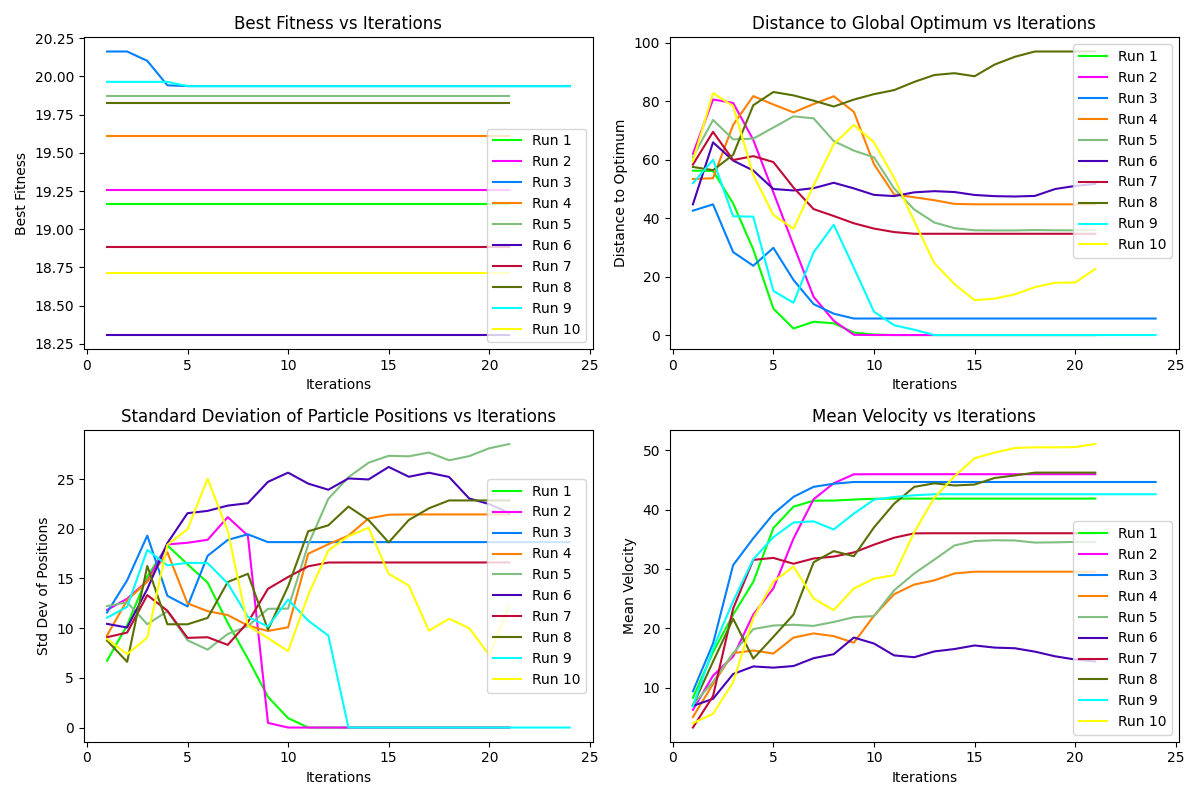 Best Fitness vs Iterations
20.25
20.00
19.75
19.50
19.25
19.00
18.75
18.50
18.25
Best Fitness
0 5 10 15 20 25
Iterations
Run 1
Run 2
Run 3
Run 4
Run 5
Run 6
Run 7
Run 8
Run 9
Run 10
Distance to Global Optimum vs Iterations
100
80
60
40
20
0
Distance to Optimum
0 5 10 15 20 25
Iterations
Run 1
Run 2
Run 3
Run 4
Run 5
Run 6
Run 7
Run 8
Run 9
Run 10
Standard Deviation of Particle Positions vs Iterations
25
20
15
10
5
0
Std Dev of Positions
0 5 10 15 20 25
Iterations
Run 1
Run 2
Run 3
Run 4
Run 5
Run 6
Run 7
Run 8
Run 9
Run 10
Mean Velocity vs Iterations
50
40
30
20
10
Mean Velocity
0 5 10 15 20 25
Iterations
Run 1
Run 2
Run 3
Run 4
Run 5
Run 6
Run 7
Run 8
Run 9
Run 10